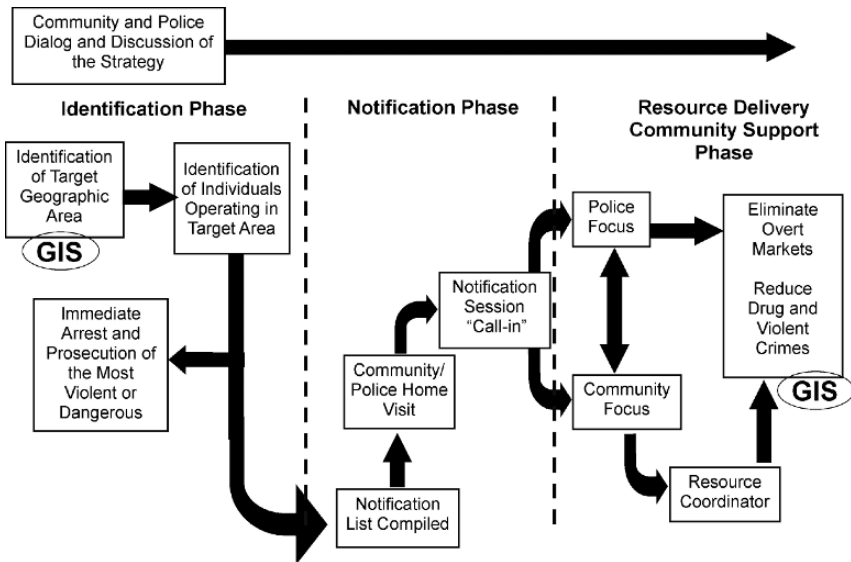 Community and Police
Dialog and Discussion of
the Strategy
Identification Phase
Notification Phase
Resource Delivery
Community Support
Phase
Identification
of Target
Geographic
Area
GIS
Identification
of Individuals
Operating in
Target Area
Immediate
Arrest and
Prosecution of
the Most
Violent or
Dangerous
Notification
List Compiled
Community/
Police Home
Visit
Notification
Session
“Call-in”
Police
Focus
Community
Focus
Resource
Coordinator
Eliminate
Overt
Markets
Reduce
Drug and
Violent
Crimes
GIS